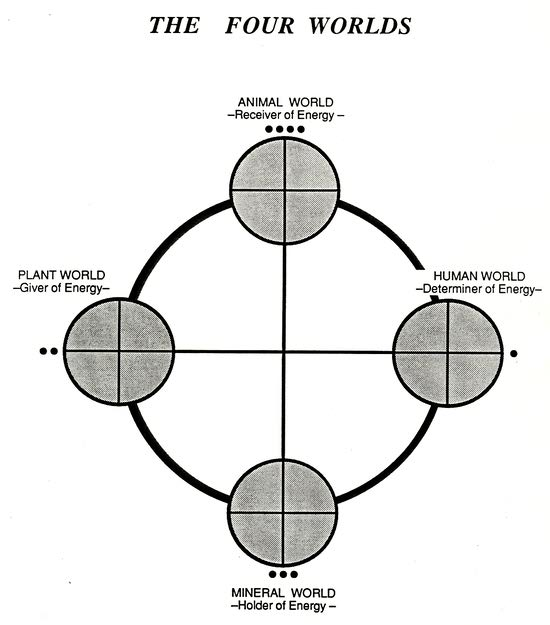 THE FOUR WORLDS
ANIMAL WORLD
–Receiver of Energy –
PLANT WORLD
–Giver of Energy–
HUMAN WORLD
–Determiner of Energy–
MINERAL WORLD
–Holder of Energy –